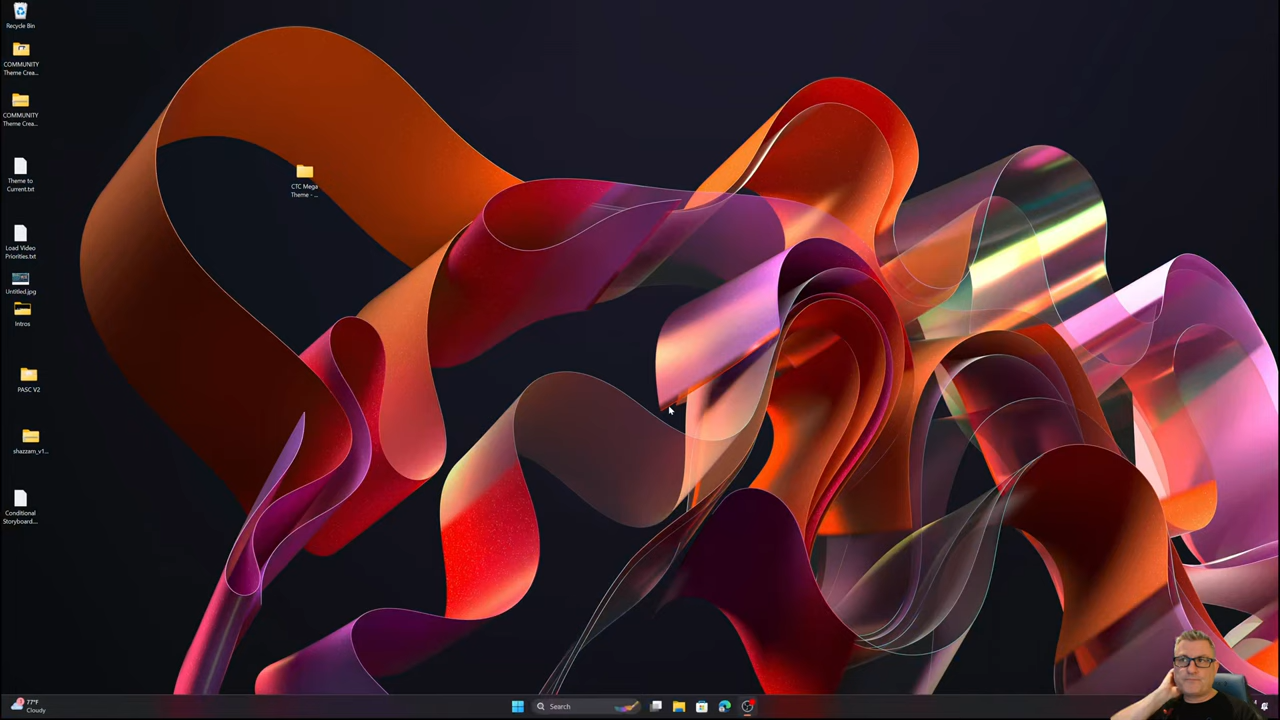 Recycle Bin
COMMUNITY
Theme Crea...
COMMUNITY
Theme Crea...
Theme to
Current.txt
Load Video
Priorities.txt
Untitled.jpg
Intros
PASC V2
shazzam_v1...
Conditional
Storyboard....
CTC Mega
Theme - ...
77°F
Cloudy
Search